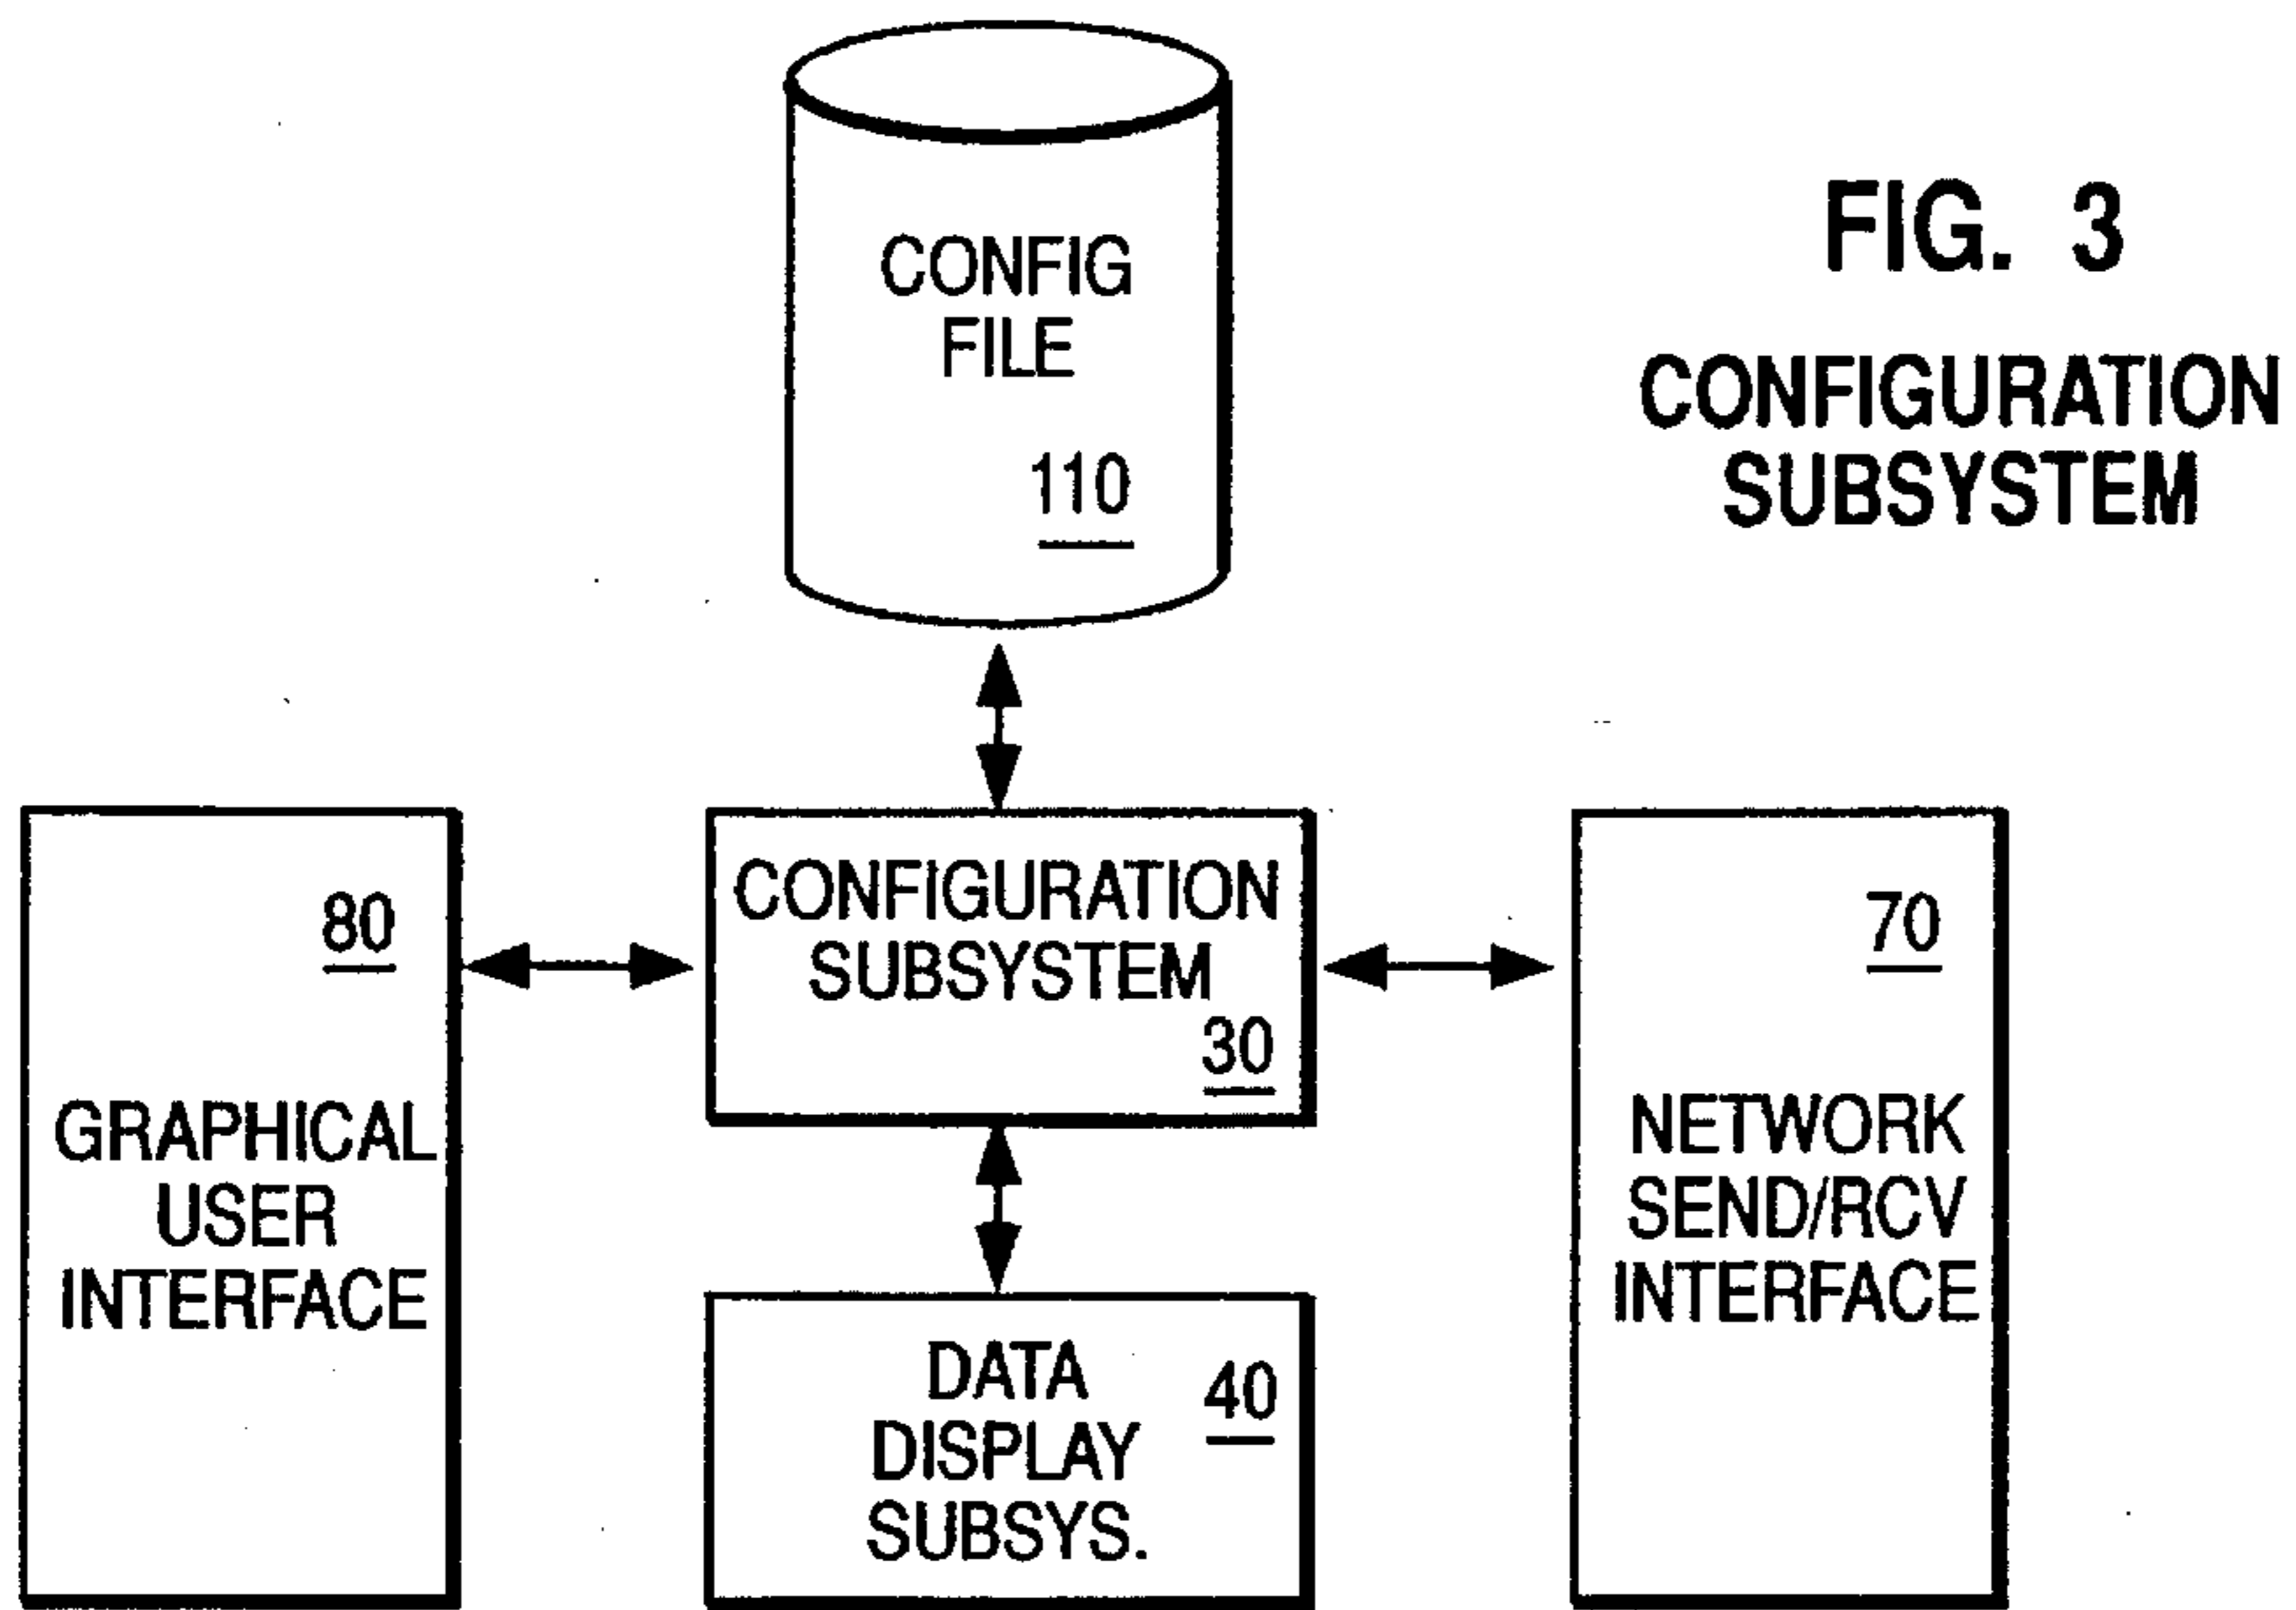 CONFIG
FILE
110
FIG. 3
CONFIGURATION
SUBSYSTEM
80
GRAPHICAL
USER
INTERFACE
CONFIGURATION
SUBSYSTEM
30
70
NETWORK
SEND/RCV
INTERFACE
DATA
DISPLAY
SUBSYS.
40